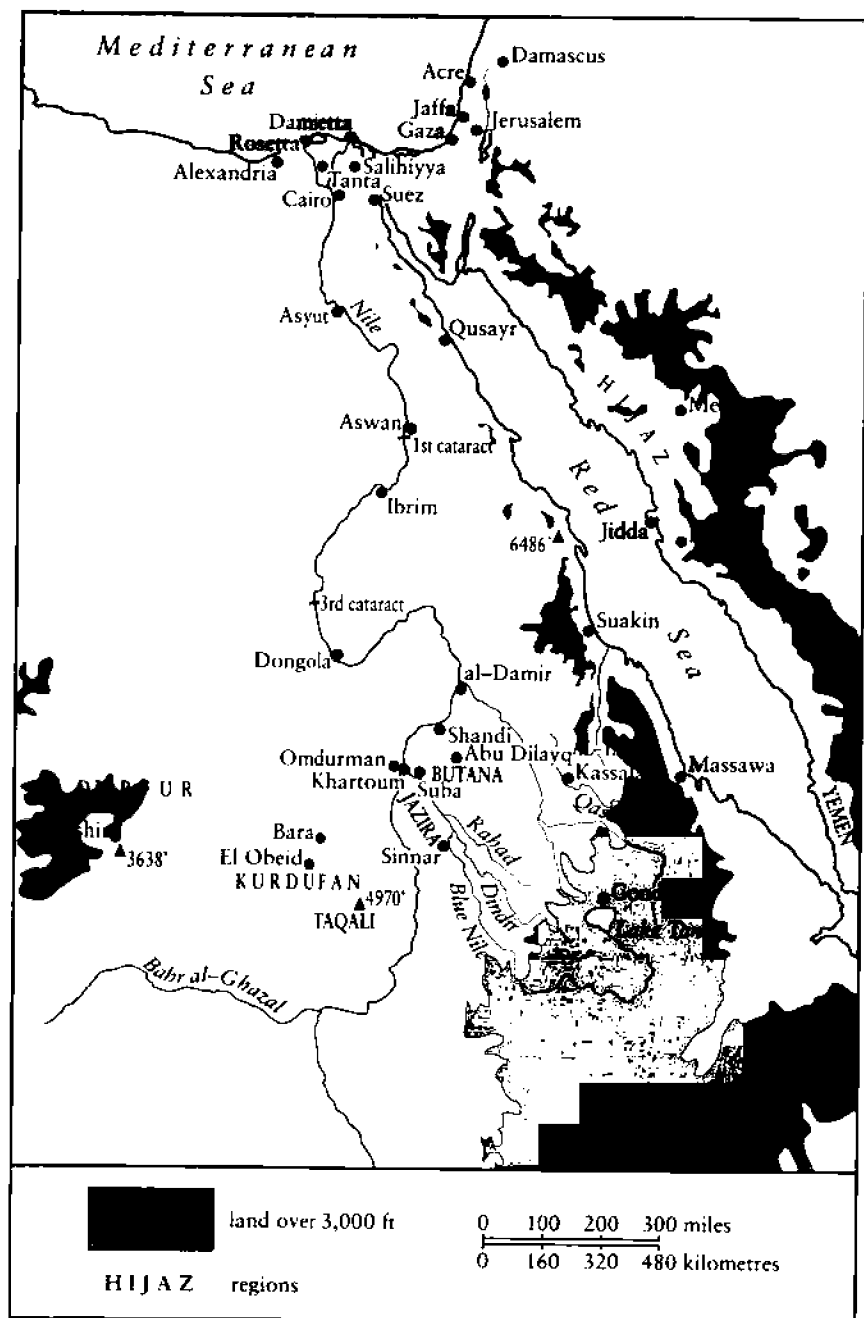 Mediterranean
Sea
Damascus
Acre
Jaffa
Gaza
Jerusalem
Damietta
Rosetta
Alexandria
Tanta
Salihiyya
Cairo
Suez
Asyut
Nile
Qusayr
HIJAZ
Aswan
1st cataract
Ibrim
Red
Sea
6486'
Jidda
3rd cataract
Suakin
Dongola
al-Damir
Shandi
Abu Dilayq
Omdurman
Khartoum
Suba
BUTANA
Massawa
YEMEN
JAZIRA
Rahad
Bara
El Obeid
Sinnar
3638'
KURDUFAN
4970'
TAQALI
Dindir
Blue Nile
Bahr al-Ghazal
land over 3,000 ft
0 100 200 300 miles
0 160 320 480 kilometres
HIJAZ regions